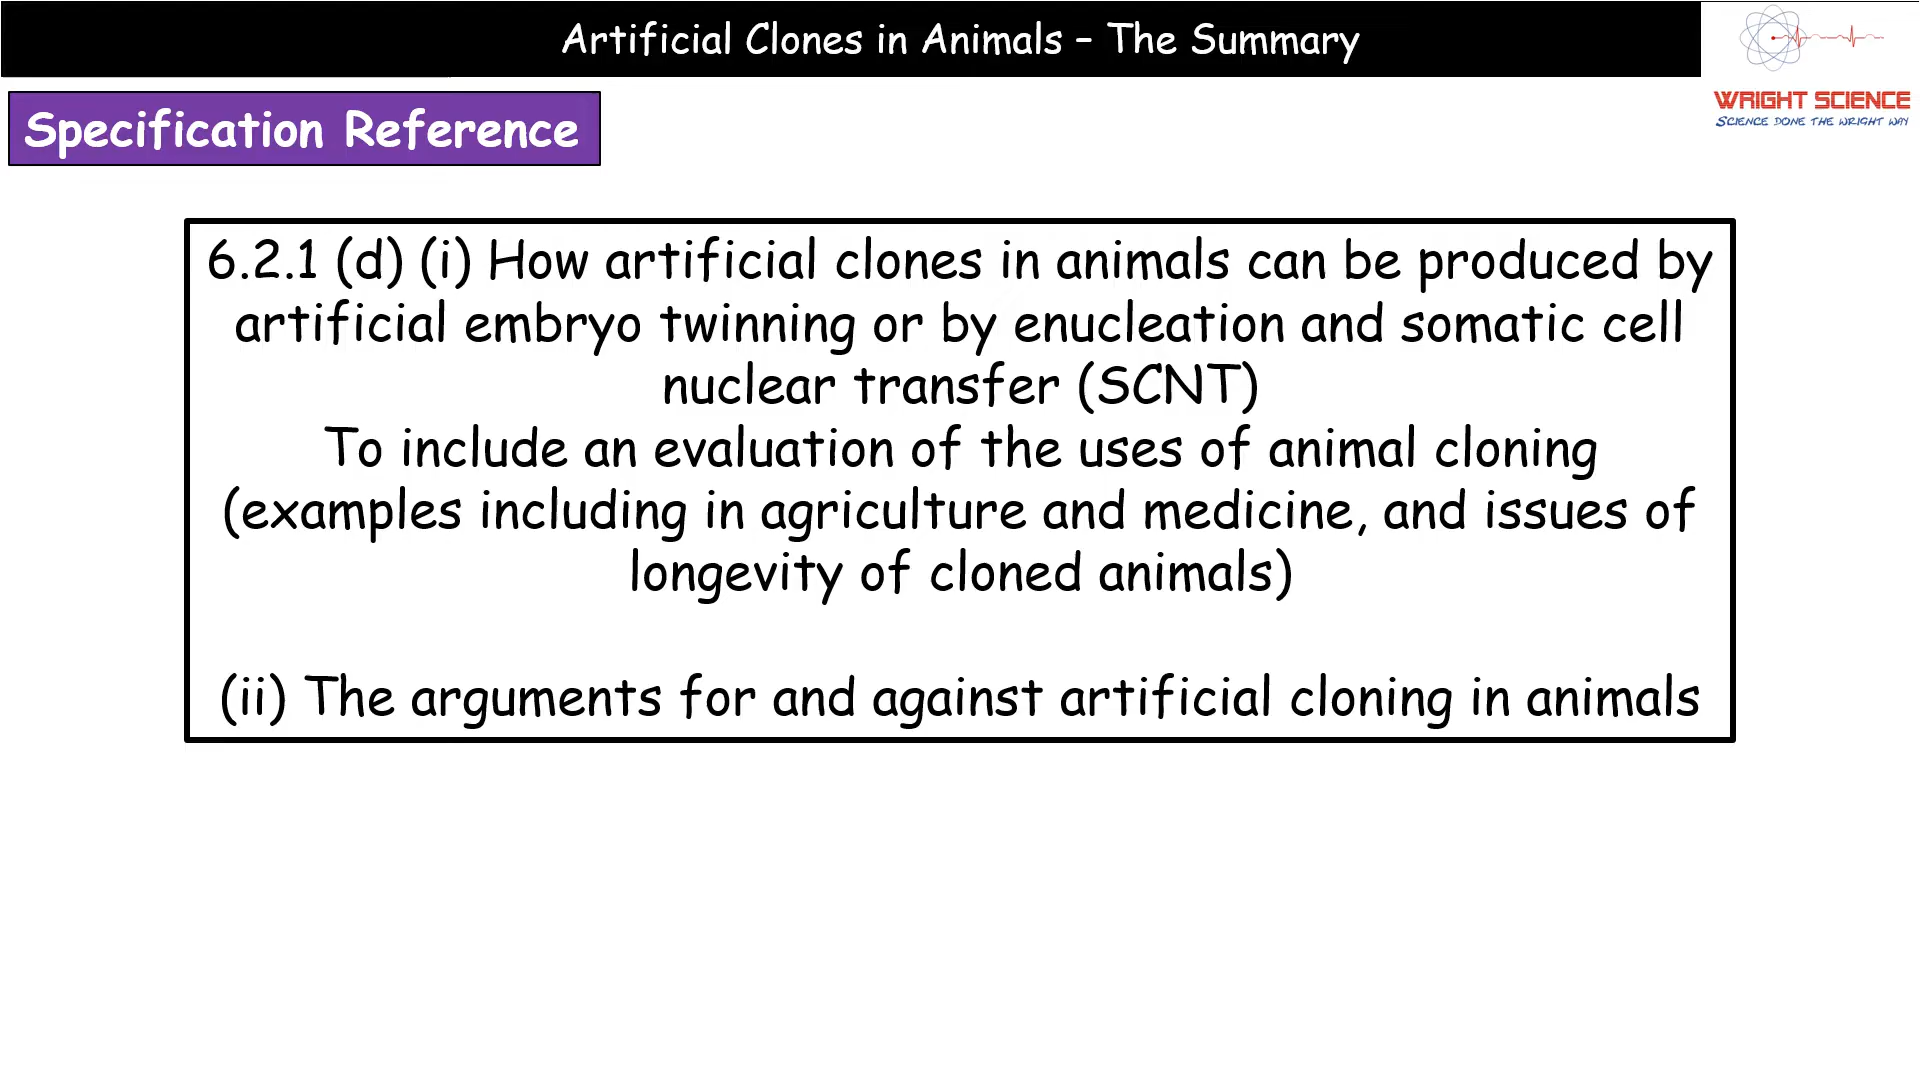 Artificial Clones in Animals – The Summary
WRIGHT SCIENCE
SCIENCE DONE THE WRIGHT WAY
Specification Reference
6.2.1 (d) (i) How artificial clones in animals can be produced by
artificial embryo twinning or by enucleation and somatic cell
nuclear transfer (SCNT)
To include an evaluation of the uses of animal cloning
(examples including in agriculture and medicine, and issues of
longevity of cloned animals)
(ii) The arguments for and against artificial cloning in animals